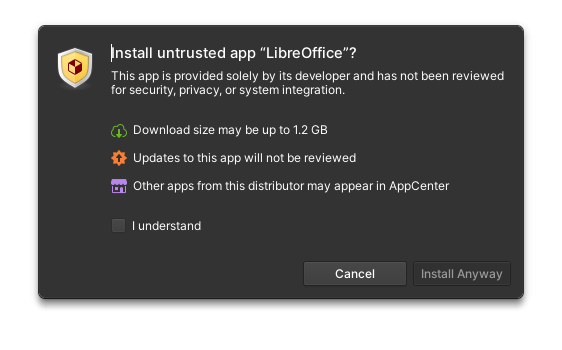 Install untrusted app “LibreOffice”?
This app is provided solely by its developer and has not been reviewed
for security, privacy, or system integration.
Download size may be up to 1.2 GB
Updates to this app will not be reviewed
Other apps from this distributor may appear in AppCenter
I understand
Cancel
Install Anyway